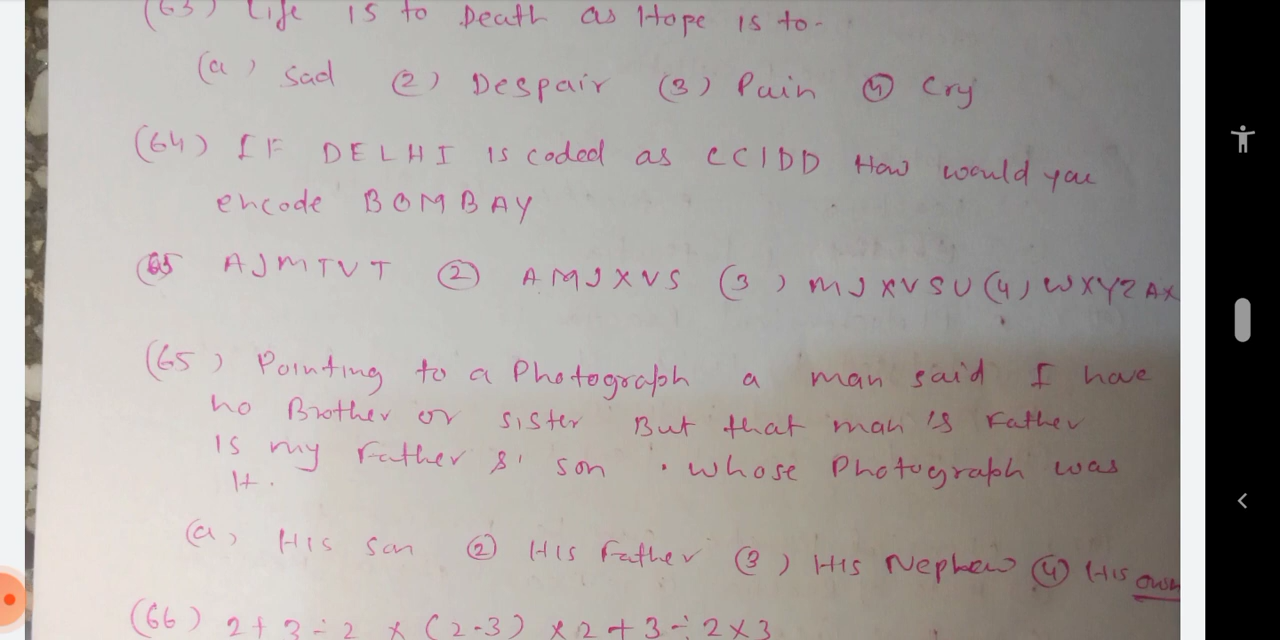 (63) Life is to Death as Hope is to-
(a) Sad (2) Despair (3) Pain (4) Cry
(64) IF DELHI is coded as CCIDD How would you
encode BOMBAY
AJMTVT (2) AMJXVS (3) MJXVSU (4) WXYZAX
(65) Pointing to a Photograph a man said I have
no Brother or sister But that man's Father
is my Father s' son . whose Photograph was
It.
(a) His son (2) His Father (3) His Nephew (4) His own
(66) 2+3÷2 × (2-3) ×2+3÷2×3